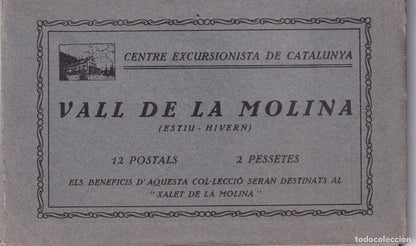 CENTRE EXCURSIONISTA DE CATALUNYA
VALL DE LA MOLINA
(ESTIU - HIVERN)
12 POSTALS 2 PESSETES
ELS BENEFICIS D'AQUESTA COL·LECCIÓ SERAN DESTINATS AL
"XALET DE LA MOLINA"
todocoleccion